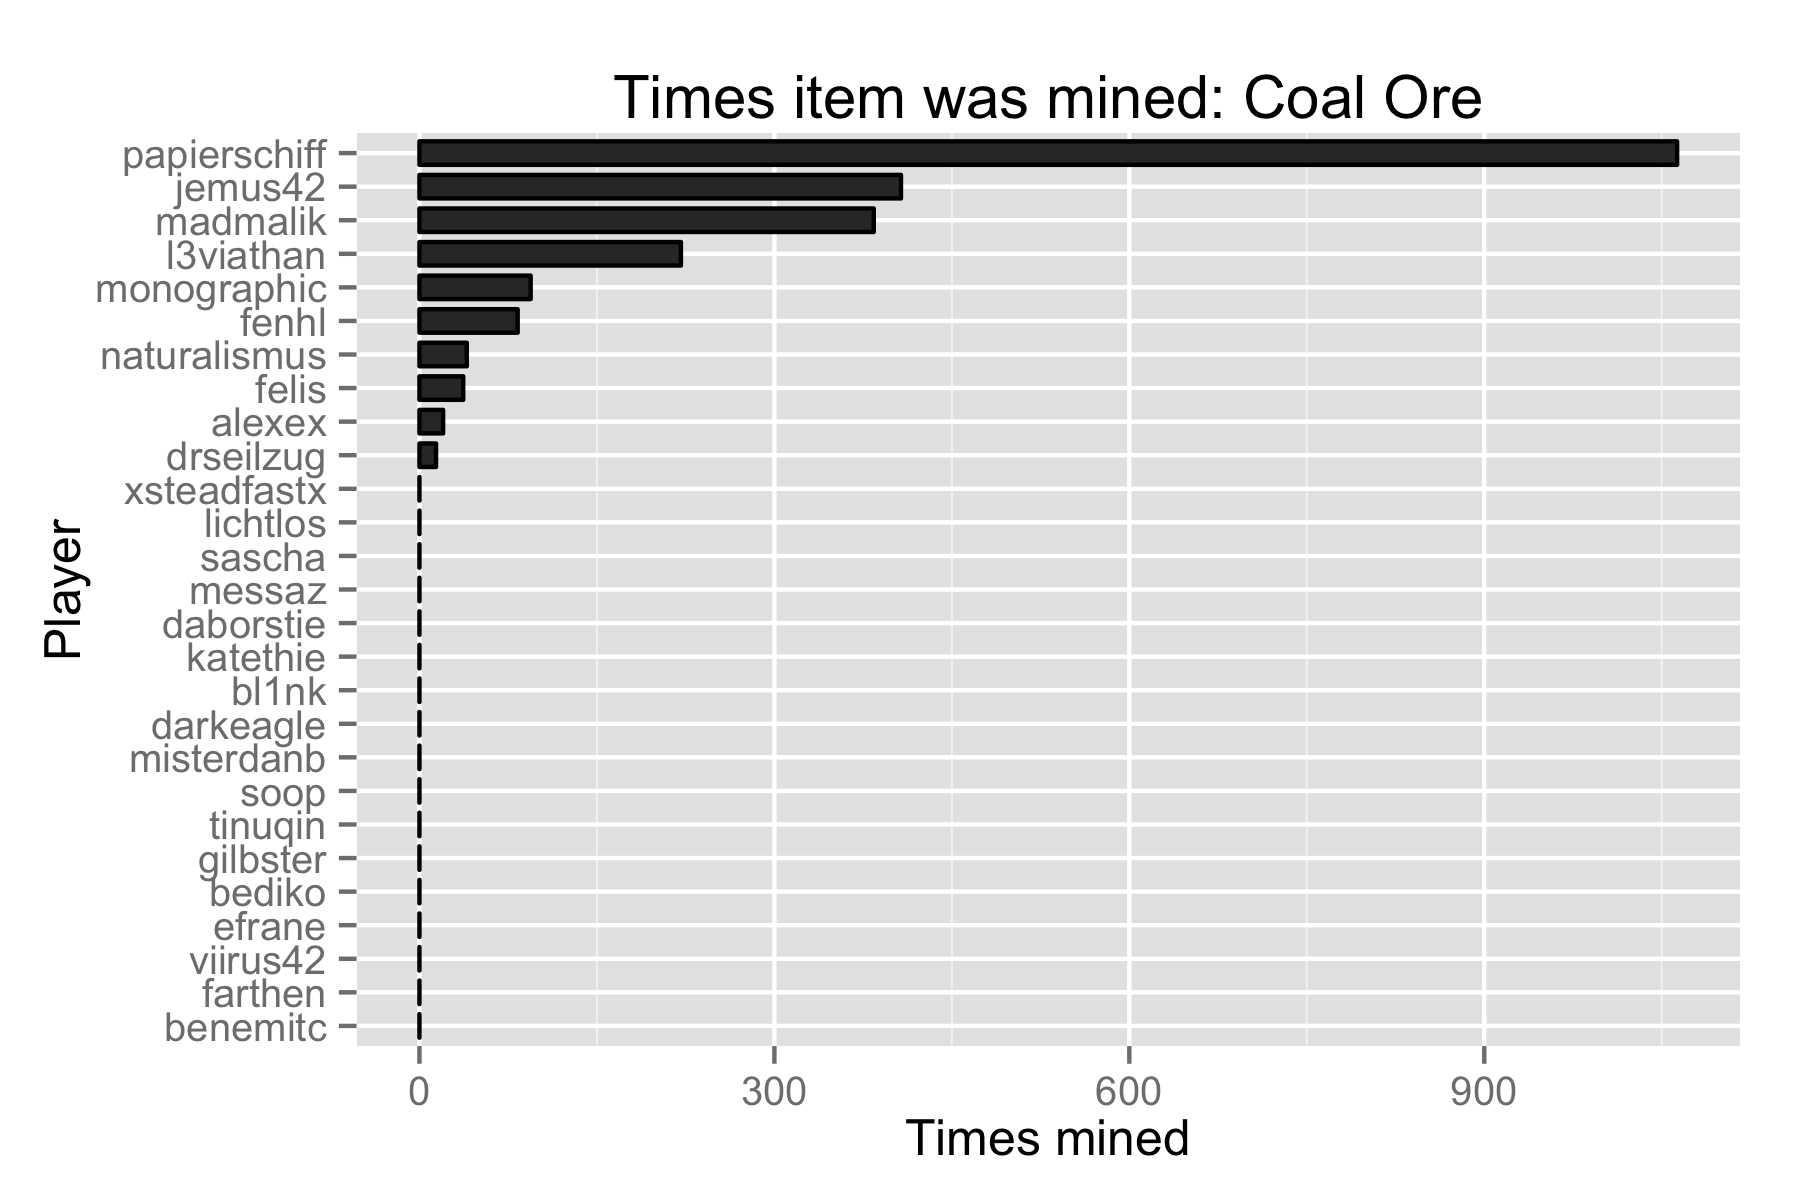 Times item was mined: Coal Ore
papierschiff
jemus42
madmalik
l3viathan
monographic
fenhl
naturalismus
felis
alexex
drseilzug
xsteadfastx
lichtlos
sascha
messaz
daborstie
katethie
bl1nk
darkeagle
misterdanb
soop
tinuqin
gilbster
bediko
efrane
viirus42
farthen
benemitc
Player
0 300 600 900
Times mined